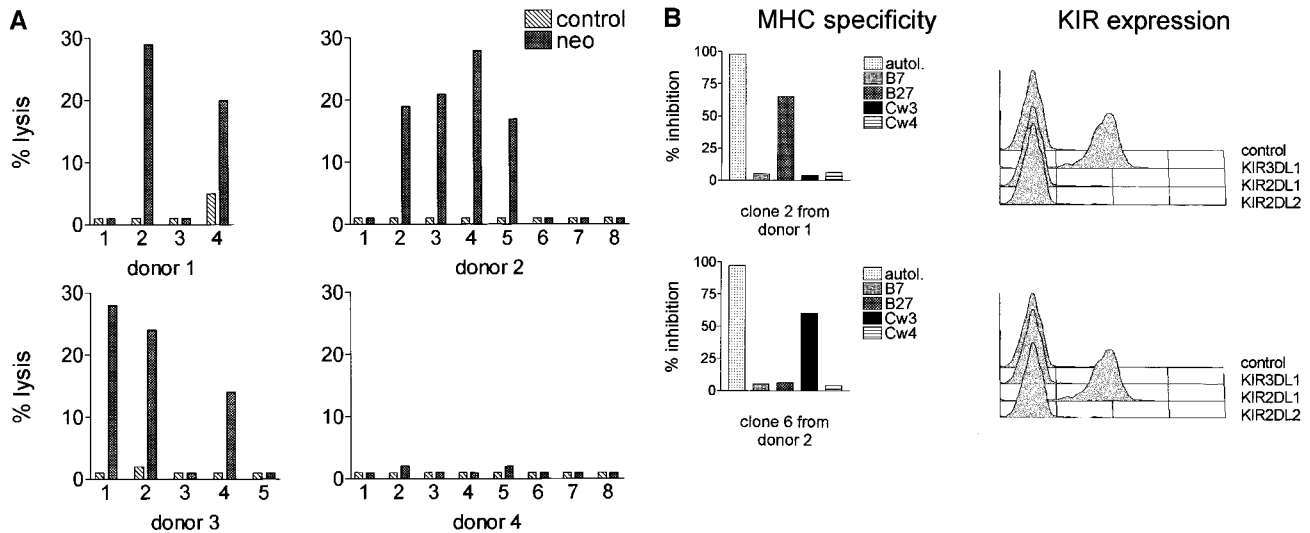 A
control
neo
% lysis
30
20
10
0
1 2 3 4
donor 1
30
20
10
0
1 2 3 4 5 6 7 8
donor 2
% lysis
30
20
10
0
1 2 3 4 5
donor 3
30
20
10
0
1 2 3 4 5 6 7 8
donor 4
B
MHC specificity
KIR expression
% inhibition
100
75
50
25
0
autol.
B7
B27
Cw3
Cw4
clone 2 from
donor 1
control
KIR3DL1
KIR2DL1
KIR2DL2
% inhibition
100
75
50
25
0
autol.
B7
B27
Cw3
Cw4
clone 6 from
donor 2
control
KIR3DL1
KIR2DL1
KIR2DL2